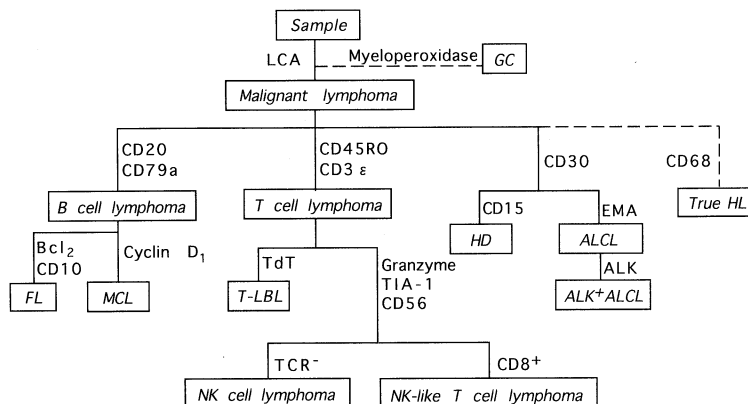 Sample
LCA
Myeloperoxidase
GC
Malignant lymphoma
CD20
CD79a
CD45RO
CD3 ε
CD30
CD68
B cell lymphoma
T cell lymphoma
CD15
EMA
True HL
HD
ALCL
Bcl₂
CD10
Cyclin D₁
TdT
Granzyme
TIA-1
CD56
ALK
FL
MCL
T-LBL
ALK⁺ALCL
TCR⁻
CD8⁺
NK cell lymphoma
NK-like T cell lymphoma